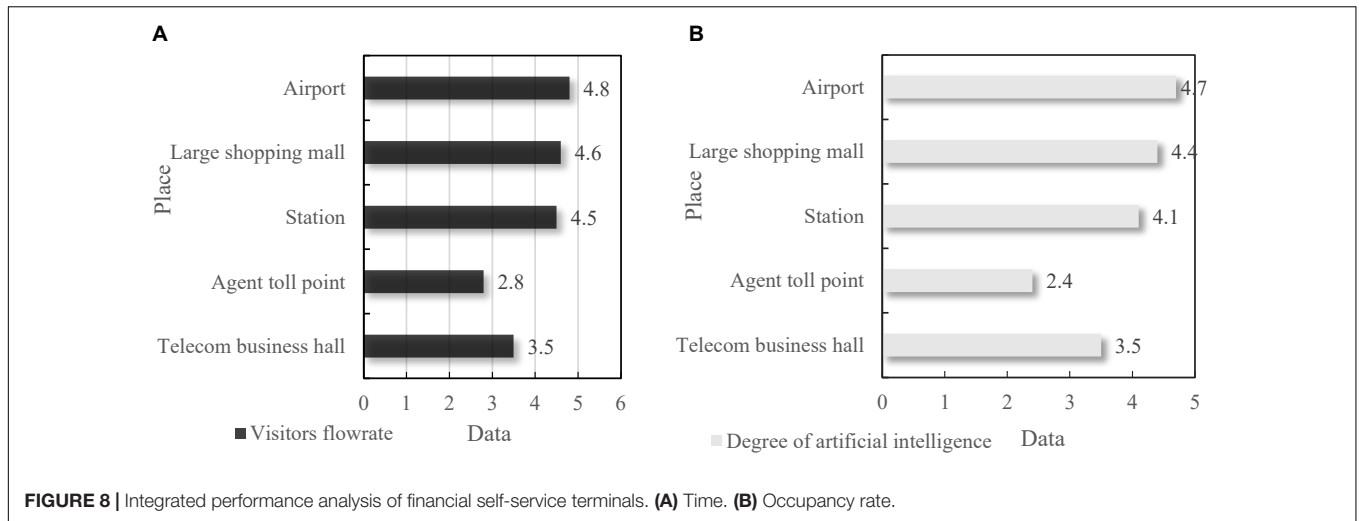 A
Place
Airport
4.8
Large shopping mall
4.6
Station
4.5
Agent toll point
2.8
Telecom business hall
3.5
0 1 2 3 4 5 6
Visitors flowrate
Data
B
Place
Airport
4.7
Large shopping mall
4.4
Station
4.1
Agent toll point
2.4
Telecom business hall
3.5
0 1 2 3 4 5
Degree of artificial intelligence
Data
FIGURE 8 | Integrated performance analysis of financial self-service terminals. (A) Time. (B) Occupancy rate.